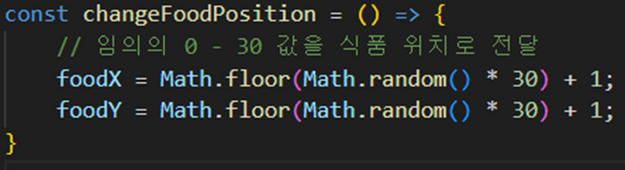 const changeFoodPosition = () => {
// 임의의 0 - 30 값을 식품 위치로 전달
foodX = Math.floor(Math.random() * 30) + 1;
foodY = Math.floor(Math.random() * 30) + 1;
}